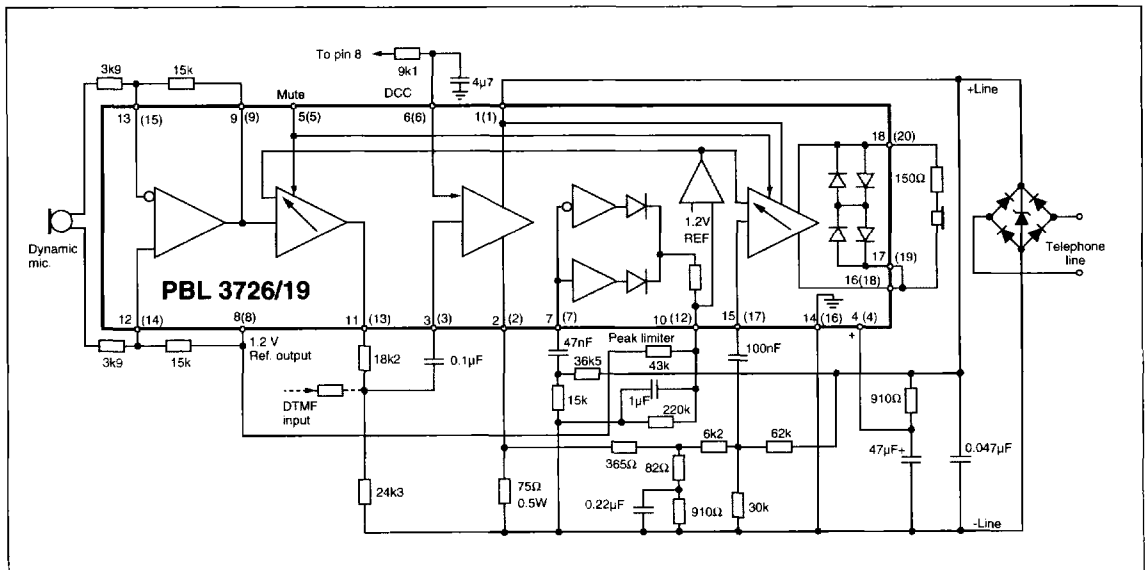 To pin 8
9k1
4µ7
3k9
15k
Mute
DCC
+Line
13 (15)
9 (9)
5(5)
6(6)
1(1)
18 (20)
150Ω
1.2V
REF
Dynamic
mic.
Telephone
line
17 (19)
16(18)
PBL 3726/19
12 (14)
8(8)
11 (13)
3 (3)
2 (2)
7 (7)
10 (12)
15 (17)
14 (16)
4 (4)
+
3k9
15k
1.2 V
Ref. output
47nF
Peak limiter
100nF
18k2
0.1µF
36k5
43k
DTMF
input
15k
1µF
220k
910Ω
6k2
62k
47µF+
0.047µF
365Ω
82Ω
24k3
75Ω
0.5W
0.22µF
910Ω
30k
-Line